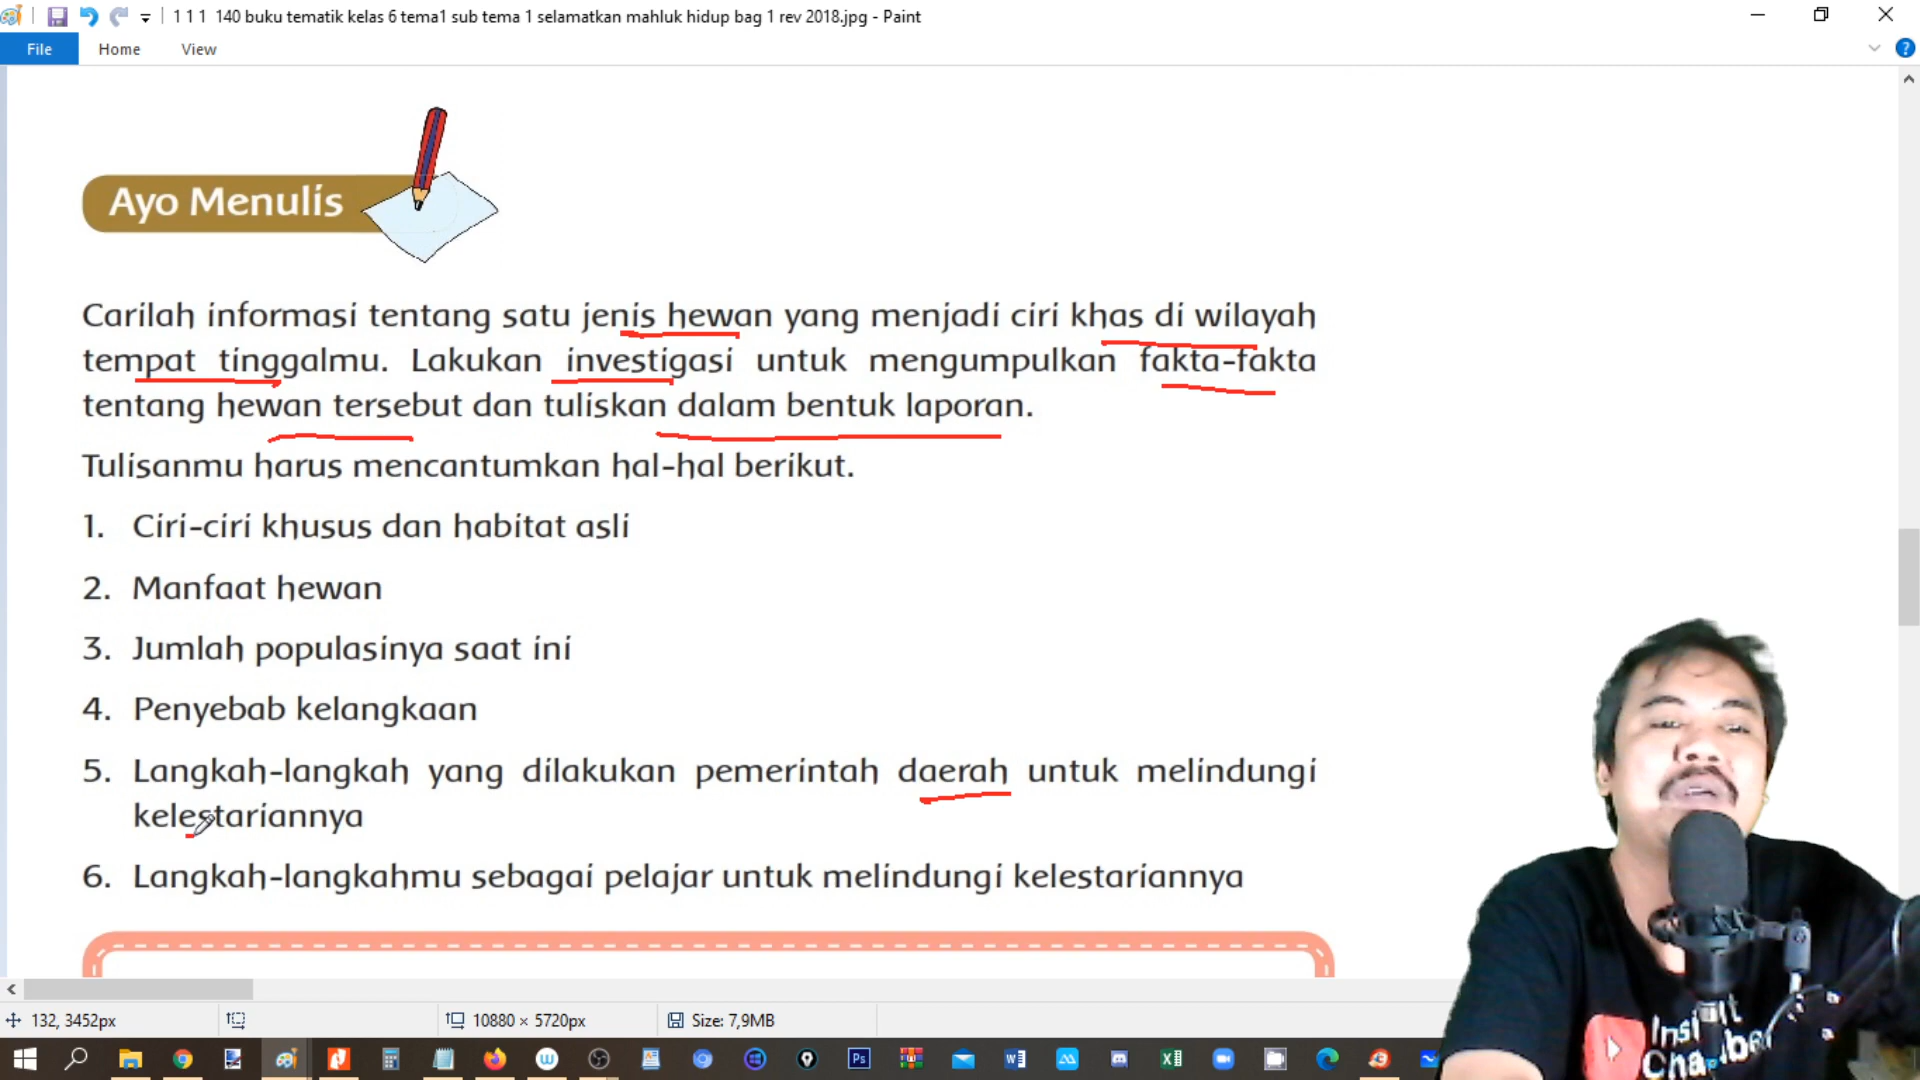 1 1 1  140 buku tematik kelas 6 tema1 sub tema 1 selamatkan mahluk hidup bag 1 rev 2018.jpg - Paint
File Home View
Ayo Menulis
Carilah informasi tentang satu jenis hewan yang menjadi ciri khas di wilayah
tempat tinggalmu. Lakukan investigasi untuk mengumpulkan fakta-fakta
tentang hewan tersebut dan tuliskan dalam bentuk laporan.
Tulisanmu harus mencantumkan hal-hal berikut.
1. Ciri-ciri khusus dan habitat asli
2. Manfaat hewan
3. Jumlah populasinya saat ini
4. Penyebab kelangkaan
5. Langkah-langkah yang dilakukan pemerintah daerah untuk melindungi
kelestariannya
6. Langkah-langkahmu sebagai pelajar untuk melindungi kelestariannya
132, 3452px 10880 × 5720px Size: 7,9MB
Ps